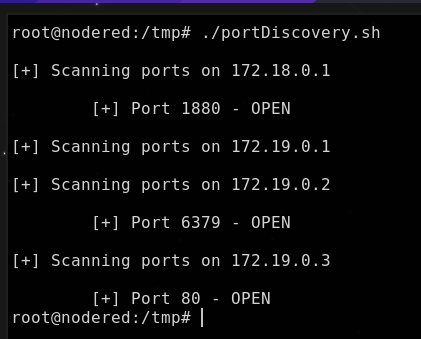 root@nodered:/tmp# ./portDiscovery.sh
[+] Scanning ports on 172.18.0.1
[+] Port 1880 - OPEN
[+] Scanning ports on 172.19.0.1
[+] Scanning ports on 172.19.0.2
[+] Port 6379 - OPEN
[+] Scanning ports on 172.19.0.3
[+] Port 80 - OPEN
root@nodered:/tmp#